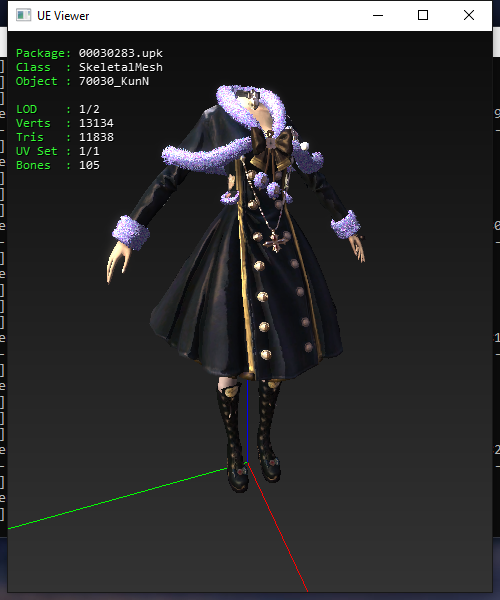 UE Viewer
Package: 00030283.upk
Class : SkeletalMesh
Object : 70030_KunN
LOD : 1/2
Verts : 13134
Tris : 11838
UV Set : 1/1
Bones : 105